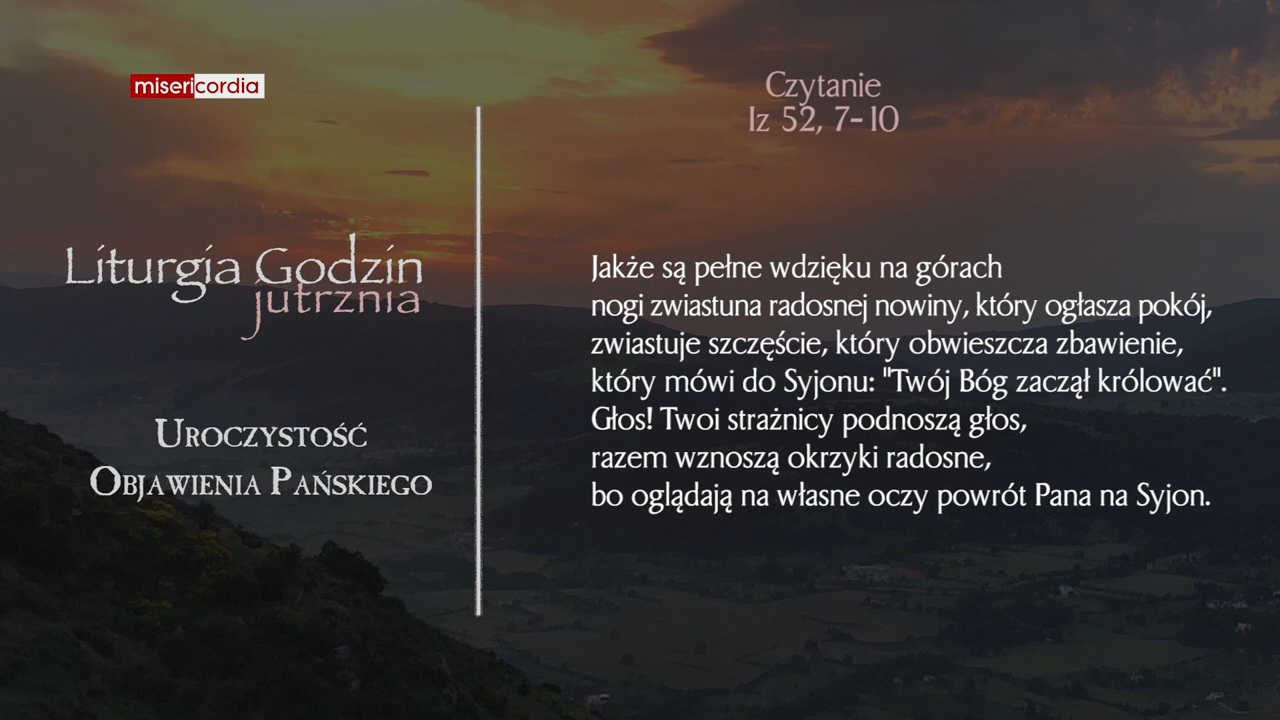 misericordia
Liturgia Godzin
jutrznia
Uroczystość
Objawienia Pańskiego
Czytanie
Iz 52, 7-10
Jakże są pełne wdzięku na górach
nogi zwiastuna radosnej nowiny, który ogłasza pokój,
zwiastuje szczęście, który obwieszcza zbawienie,
który mówi do Syjonu: "Twój Bóg zaczął królować".
Głos! Twoi strażnicy podnoszą głos,
razem wznoszą okrzyki radosne,
bo oglądają na własne oczy powrót Pana na Syjon.